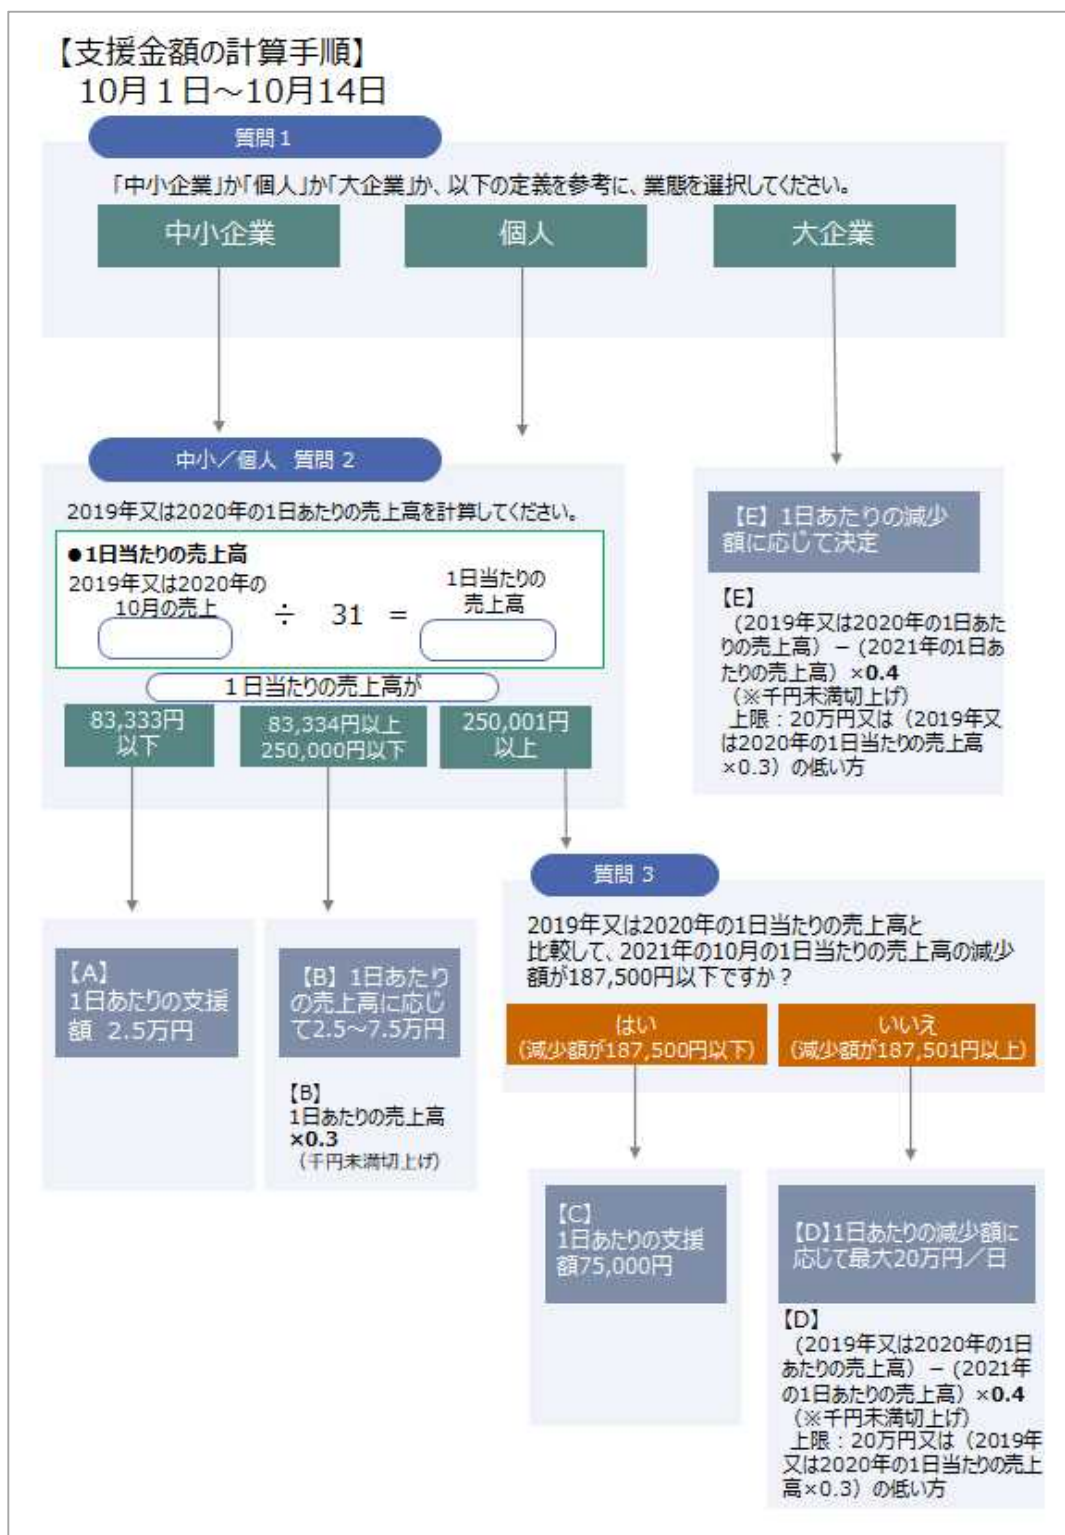 【支援金額の計算手順】
10月１日～10月14日
質問１
「中小企業」か「個人」か「大企業」か、以下の定義を参考に、業態を選択してください。
中小企業
個人
大企業
中小／個人　質問 2
2019年又は2020年の1日あたりの売上高を計算してください。
●1日当たりの売上高
2019年又は2020年の
10月の売上
÷　31　=
1日当たりの
売上高
１日当たりの売上高が
83,333円
以下
83,334円以上
250,000円以下
250,001円
以上
【E】1日あたりの減少
額に応じて決定
【E】
（2019年又は2020年の1日あた
りの売上高）－（2021年の1日あ
たりの売上高）×0.4
（※千円未満切上げ）
上限：20万円又は（2019年又
は2020年の1日当たりの売上高
×0.3）の低い方
質問 3
2019年又は2020年の1日当たりの売上高と
比較して、2021年の10月の1日当たりの売上高の減少
額が187,500円以下ですか？
はい
（減少額が187,500円以下）
いいえ
（減少額が187,501円以上）
【A】
1日あたりの支援
額 2.5万円
【B】1日あたり
の売上高に応じ
て2.5～7.5万円
【B】
1日あたりの売上高
×0.3
（千円未満切上げ）
【C】
1日あたりの支援
額75,000円
【D】1日あたりの減少額に
応じて最大20万円／日
【D】
（2019年又は2020年の1日
あたりの売上高）－（2021年
の1日あたりの売上高）×0.4
（※千円未満切上げ）
上限：20万円又は（2019年
又は2020年の1日当たりの売上
高×0.3）の低い方